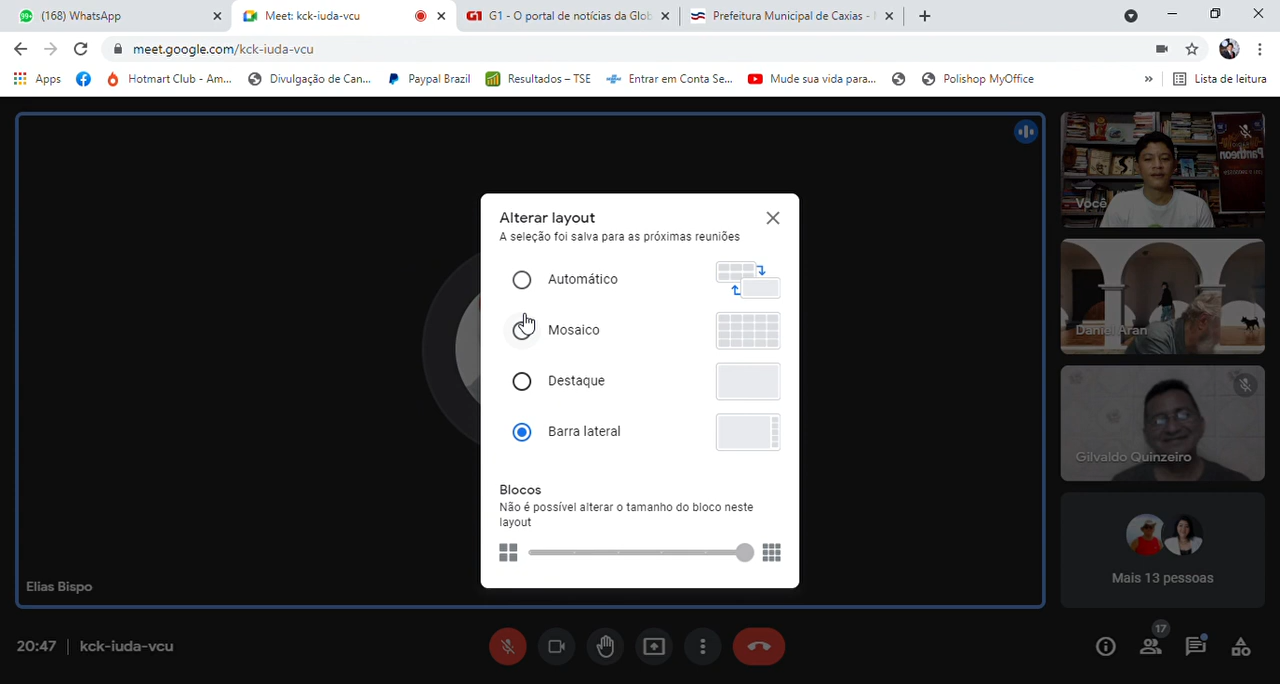 99+ (168) WhatsApp
Meet: kck-iuda-vcu
G1 G1 - O portal de notícias da Glob
Prefeitura Municipal de Caxias -
meet.google.com/kck-iuda-vcu
Apps
Hotmart Club - Am...
Divulgação de Can...
Paypal Brazil
Resultados – TSE
Entrar em Conta Se...
Mude sua vida para...
Polishop MyOffice
»
Lista de leitura
Você
Daniel Aran
Gilvaldo Quinzeiro
Mais 13 pessoas
Alterar layout
A seleção foi salva para as próximas reuniões
Automático
Mosaico
Destaque
Barra lateral
Blocos
Não é possível alterar o tamanho do bloco neste
layout
Elias Bispo
20:47 | kck-iuda-vcu
17